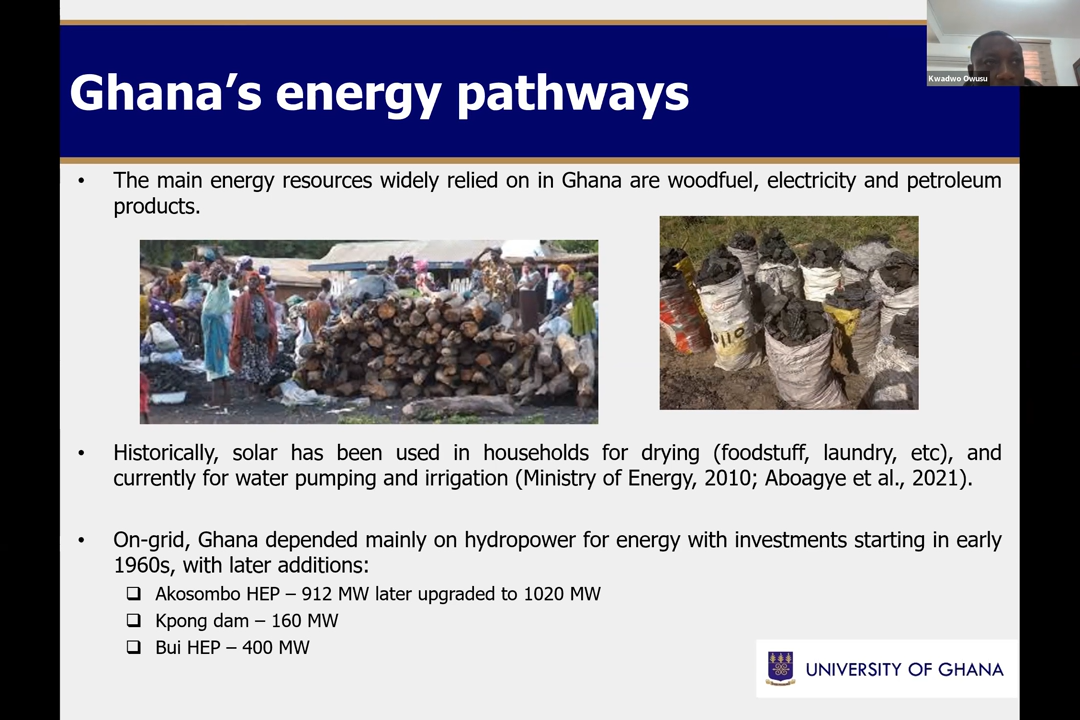 Ghana's energy pathways
Kwadwo Owusu
• The main energy resources widely relied on in Ghana are woodfuel, electricity and petroleum
products.
• Historically, solar has been used in households for drying (foodstuff, laundry, etc), and
currently for water pumping and irrigation (Ministry of Energy, 2010; Aboagye et al., 2021).
• On-grid, Ghana depended mainly on hydropower for energy with investments starting in early
1960s, with later additions:
❑ Akosombo HEP – 912 MW later upgraded to 1020 MW
❑ Kpong dam – 160 MW
❑ Bui HEP – 400 MW
UNIVERSITY OF GHANA